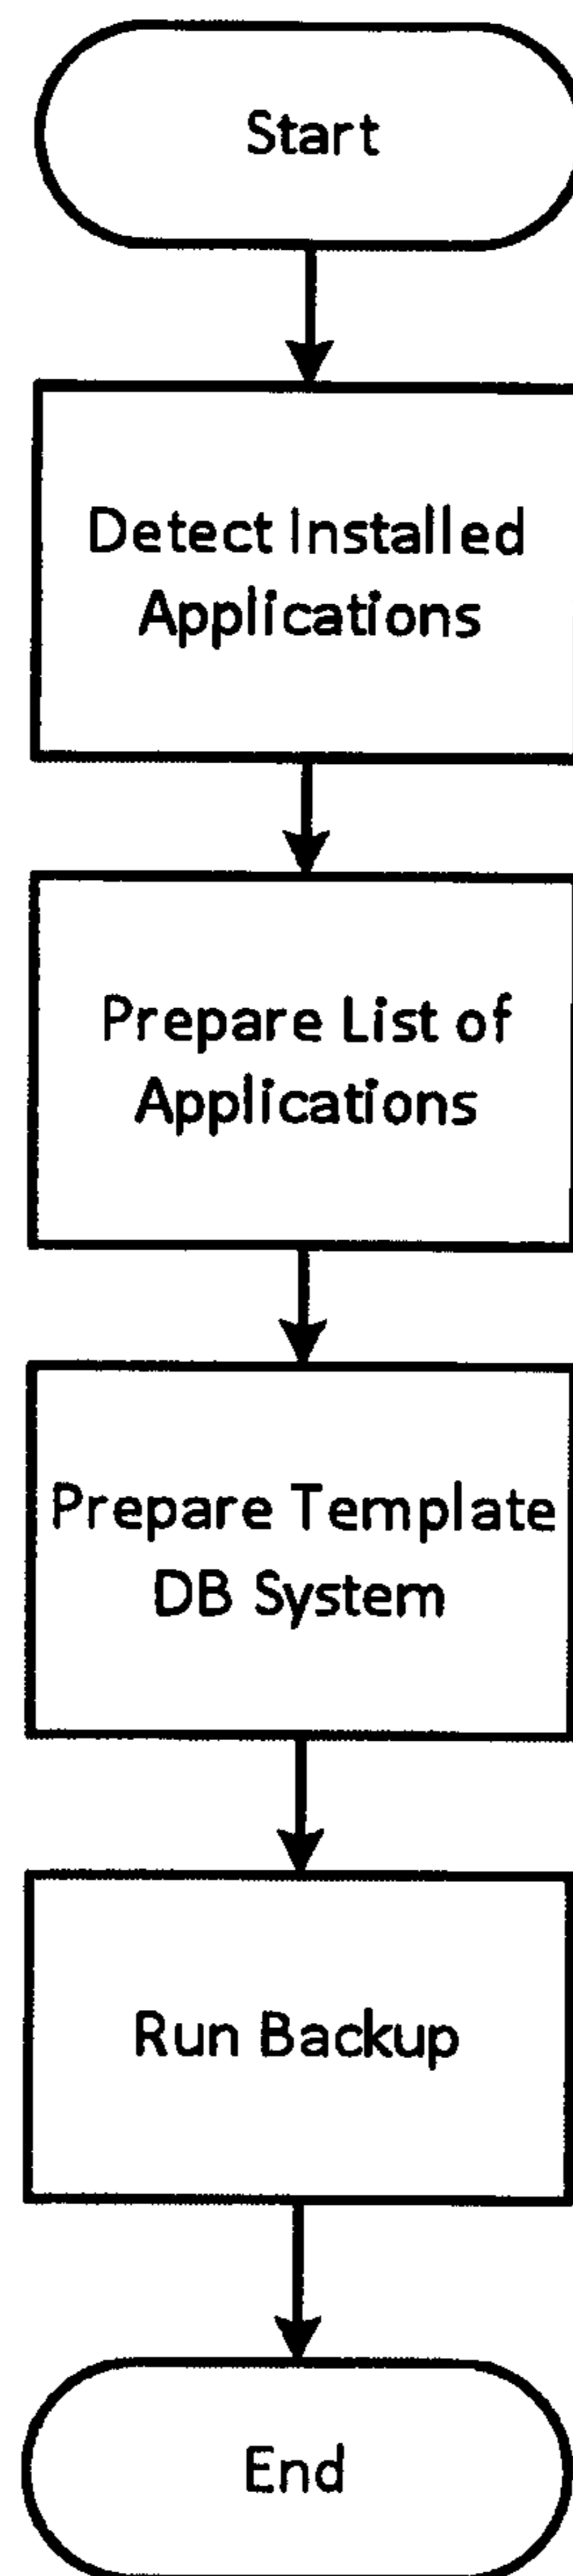 Start
Detect Installed
Applications
Prepare List of
Applications
Prepare Template
DB System
Run Backup
End